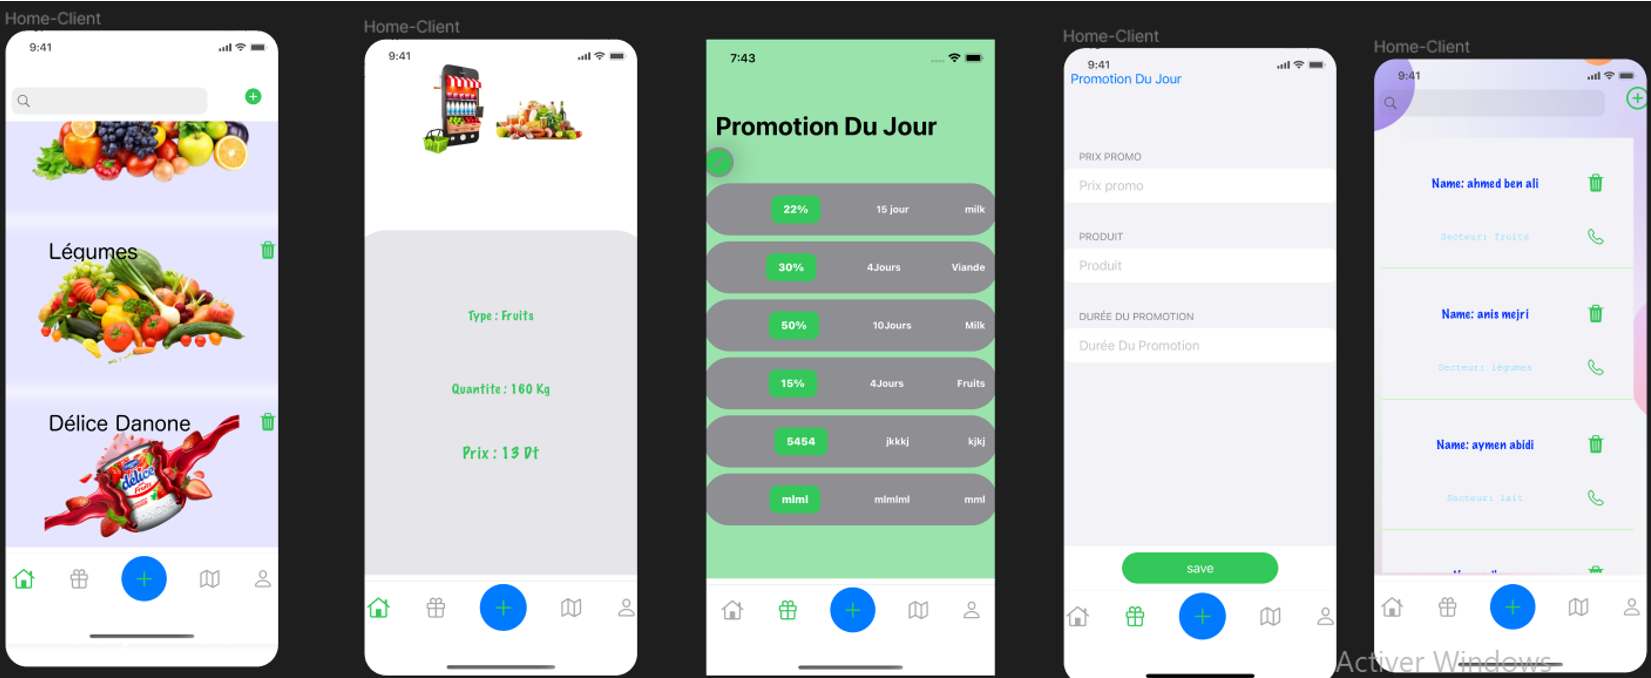 Home-Client
9:41
Légumes
Délice Danone
délice
Home-Client
9:41
Type : Fruits
Quantite : 160 Kg
Prix : 13 Dt
7:43
Promotion Du Jour
22% 15 jour milk
30% 4Jours Viande
50% 10Jours Milk
15% 4Jours Fruits
5454 jkkkj kjkj
mlml mlmlml mml
Home-Client
9:41
Promotion Du Jour
PRIX PROMO
Prix promo
PRODUIT
Produit
DURÉE DU PROMOTION
Durée Du Promotion
save
Home-Client
9:41
Name: ahmed ben ali
Secteur: fruits
Name: anis mejri
Secteur: légumes
Name: aymen abidi
Secteur: lait
Activer Windows